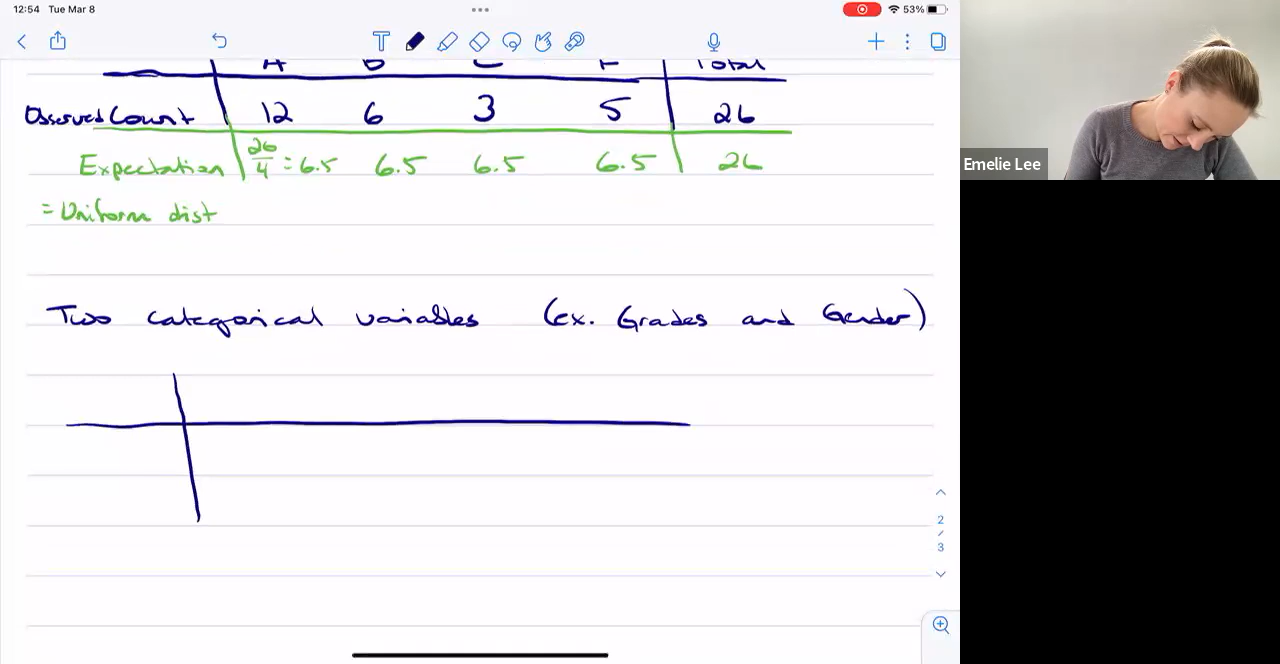 12:54 Tue Mar 8
53%
A B C F Total
Observed Count 12 6 3 5 26
Expectation 26/4 = 6.5 6.5 6.5 6.5 26
= Uniform dist
Two categorical variables (ex. Grades and Gender)
2
/
3
Emelie Lee